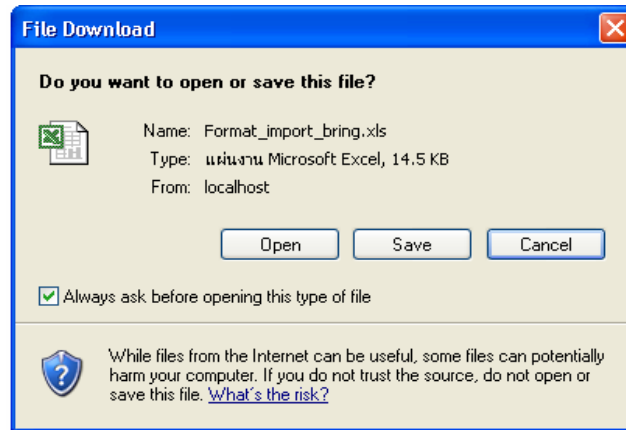 File Download
Do you want to open or save this file?
Name: Format_import_bring.xls
Type: แผ่นงาน Microsoft Excel, 14.5 KB
From: localhost
Open Save Cancel
Always ask before opening this type of file
While files from the Internet can be useful, some files can potentially
harm your computer. If you do not trust the source, do not open or
save this file. What's the risk?